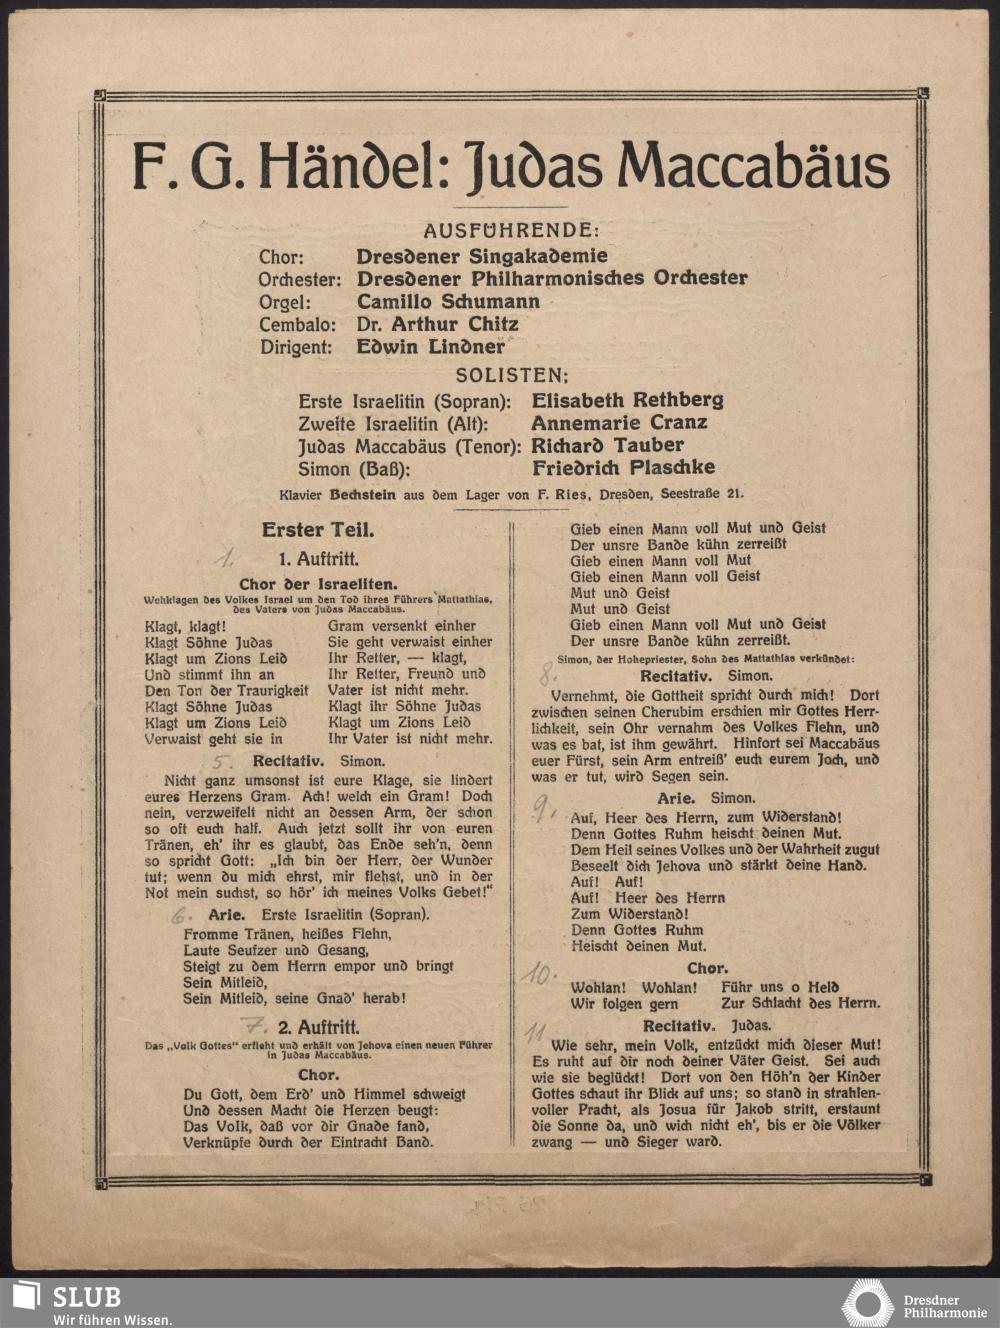 F. G. Händel: Judas Maccabäus
AUSFÜHRENDE:
Chor: Dresdener Singakademie
Orchester: Dresdener Philharmonisches Orchester
Orgel: Camillo Schumann
Cembalo: Dr. Arthur Chitz
Dirigent: Edwin Lindner
SOLISTEN:
Erste Israelitin (Sopran): Elisabeth Rethberg
Zweite Israelitin (Alt): Annemarie Cranz
Judas Maccabäus (Tenor): Richard Tauber
Simon (Baß): Friedrich Plaschke
Klavier Bechstein aus dem Lager von F. Ries, Dresden, Seestraße 21.
Erster Teil.
1. 1. Auftritt.
Chor der Israeliten.
Wehklagen des Volkes Israel um den Tod ihres Führers Mattathias,
des Vaters von Judas Maccabäus.
Klagt, klagt!
Klagt Söhne Judas
Klagt um Zions Leid
Und stimmt ihn an
Den Ton der Traurigkeit
Klagt Söhne Judas
Klagt um Zions Leid
Verwaist geht sie in
Gram versenkt einher
Sie geht verwaist einher
Ihr Retter, — klagt,
Ihr Retter, Freund und
Vater ist nicht mehr.
Klagt ihr Söhne Judas
Klagt um Zions Leid
Ihr Vater ist nicht mehr.
5. Recitativ. Simon.
Nicht ganz umsonst ist eure Klage, sie lindert
eures Herzens Gram. Ach! welch ein Gram! Doch
nein, verzweifelt nicht an dessen Arm, der schon
so oft euch half. Auch jetzt sollt ihr von euren
Tränen, eh' ihr es glaubt, das Ende seh'n, denn
so spricht Gott: „Ich bin der Herr, der Wunder
tut; wenn du mich ehrst, mir flehst, und in der
Not mein suchst, so hör' ich meines Volks Gebet!"
6. Arie. Erste Israelitin (Sopran).
Fromme Tränen, heißes Flehn,
Laute Seufzer und Gesang,
Steigt zu dem Herrn empor und bringt
Sein Mitleid,
Sein Mitleid, seine Gnad' herab!
7. 2. Auftritt.
Das „Volk Gottes" erfleht und erhält von Jehova einen neuen Führer
in Judas Maccabäus.
Chor.
Du Gott, dem Erd' und Himmel schweigt
Und dessen Macht die Herzen beugt:
Das Volk, daß vor dir Gnade fand,
Verknüpfe durch der Eintracht Band.
Gieb einen Mann voll Mut und Geist
Der unsre Bande kühn zerreißt
Gieb einen Mann voll Mut
Gieb einen Mann voll Geist
Mut und Geist
Mut und Geist
Gieb einen Mann voll Mut und Geist
Der unsre Bande kühn zerreißt.
Simon, der Hohepriester, Sohn des Mattathias verkündet:
8. Recitativ. Simon.
Vernehmt, die Gottheit spricht durch mich! Dort
zwischen seinen Cherubim erschien mir Gottes Herr-
lichkeit, sein Ohr vernahm des Volkes Flehn, und
was es bat, ist ihm gewährt. Hinfort sei Maccabäus
euer Fürst, sein Arm entreiß' euch eurem Joch, und
was er tut, wird Segen sein.
9. Arie. Simon.
Auf, Heer des Herrn, zum Widerstand!
Denn Gottes Ruhm heischt deinen Mut.
Dem Heil seines Volkes und der Wahrheit zugut
Beseelt dich Jehova und stärkt deine Hand.
Auf! Auf!
Auf! Heer des Herrn
Zum Widerstand!
Denn Gottes Ruhm
Heischt deinen Mut.
10. Chor.
Wohlan! Wohlan! Führ uns o Held
Wir folgen gern Zur Schlacht des Herrn.
11 Recitativ. Judas.
Wie sehr, mein Volk, entzückt mich dieser Mut!
Es ruht auf dir noch deiner Väter Geist. Sei auch
wie sie beglückt! Dort von den Höh'n der Kinder
Gottes schaut ihr Blick auf uns; so stand in strahlen-
voller Pracht, als Josua für Jakob stritt, erstaunt
die Sonne da, und wich nicht eh', bis er die Völker
zwang — und Sieger ward.
SLUB
Wir führen Wissen.
Dresdner
Philharmonie